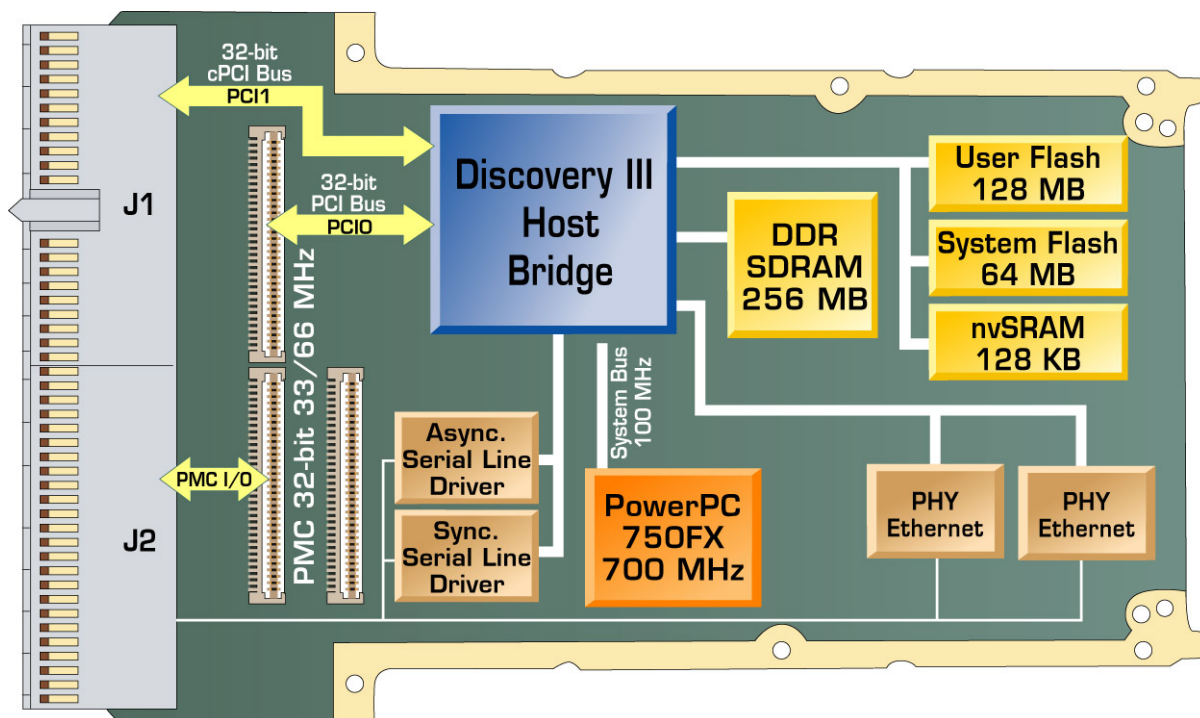 32-bit
cPCI Bus
PCI1
J1
32-bit
PCI Bus
PCI0
Discovery III
Host
Bridge
User Flash
128 MB
DDR
SDRAM
256 MB
System Flash
64 MB
nvSRAM
128 KB
PMC 32-bit 33/66 MHz
System Bus
100 MHz
Async.
Serial Line
Driver
PMC I/O
J2
Sync.
Serial Line
Driver
PowerPC
750FX
700 MHz
PHY
Ethernet
PHY
Ethernet